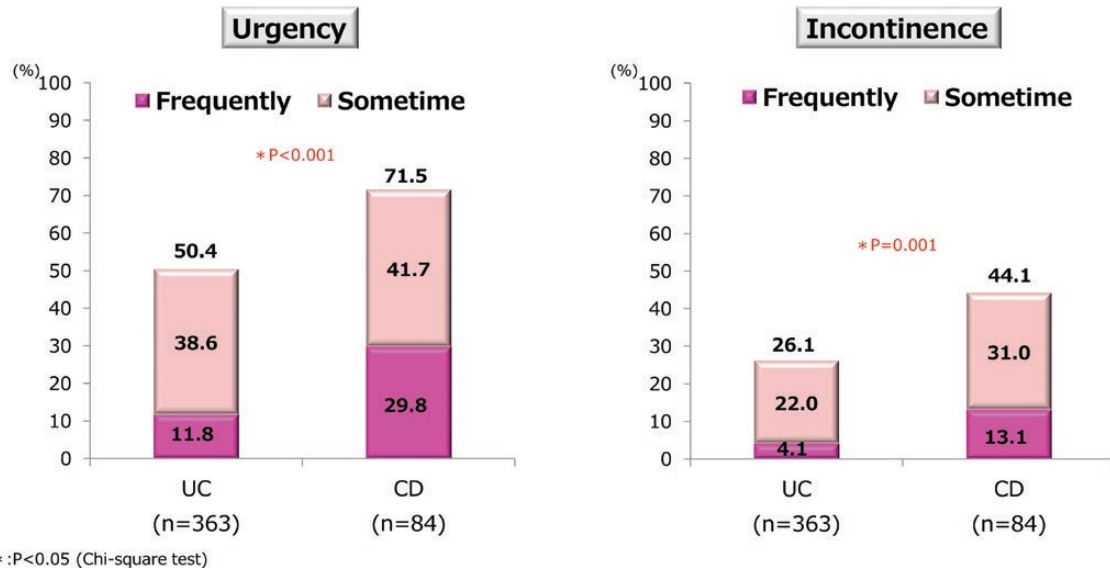 Urgency
(%)
100
90
80
70
60
50
40
30
20
10
0
Frequently Sometime
*P<0.001
50.4
38.6
11.8
71.5
41.7
29.8
UC
(n=363)
CD
(n=84)
Incontinence
(%)
100
90
80
70
60
50
40
30
20
10
0
Frequently Sometime
*P=0.001
26.1
22.0
4.1
44.1
31.0
13.1
UC
(n=363)
CD
(n=84)
*:P<0.05 (Chi-square test)